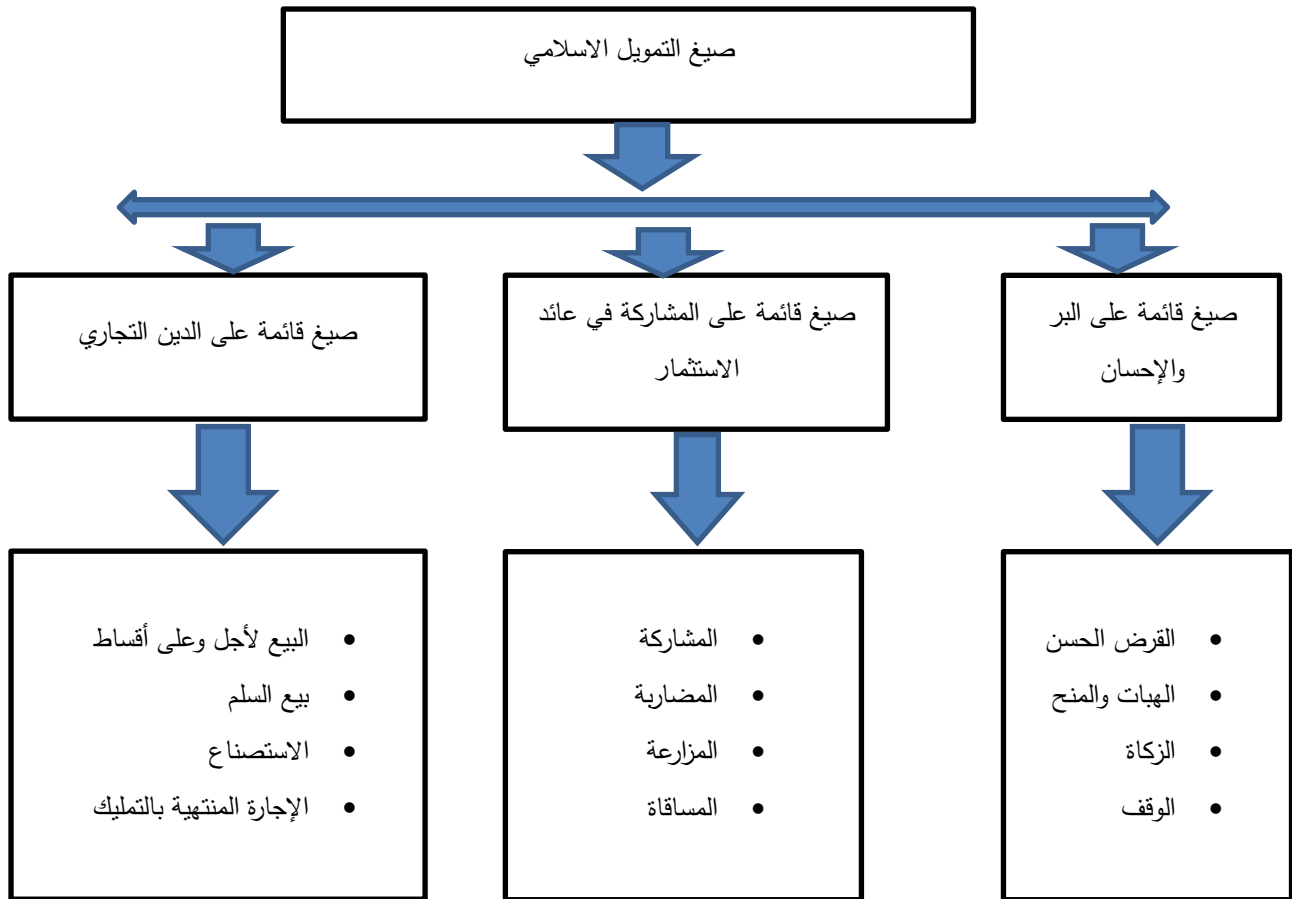 صيغ التمويل الاسلامي
صيغ قائمة على البر
والإحسان
صيغ قائمة على المشاركة في عائد
الاستثمار
صيغ قائمة على الدين التجاري
• القرض الحسن
• الهبات والمنح
• الزكاة
• الوقف
• المشاركة
• المضاربة
• المزارعة
• المساقاة
• البيع لأجل وعلى أقساط
• بيع السلم
• الاستصناع
• الإجارة المنتهية بالتمليك